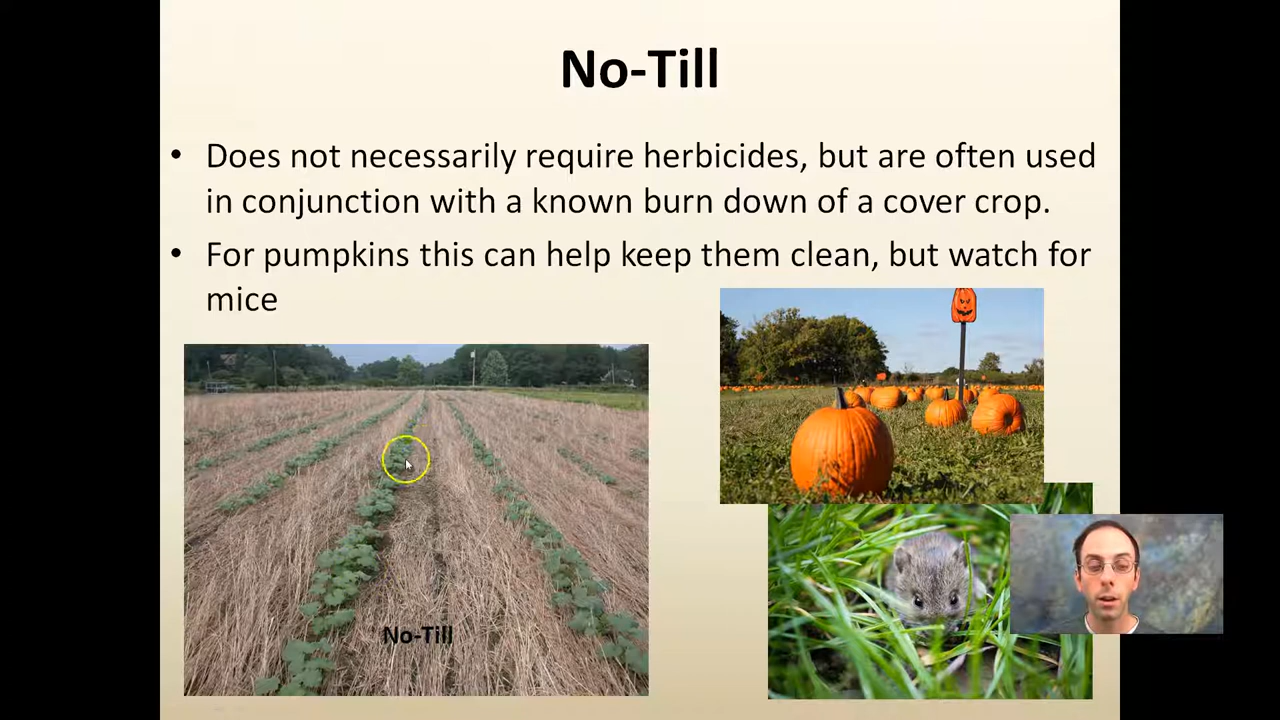 No-Till
• Does not necessarily require herbicides, but are often used
in conjunction with a known burn down of a cover crop.
• For pumpkins this can help keep them clean, but watch for
mice
No-Till